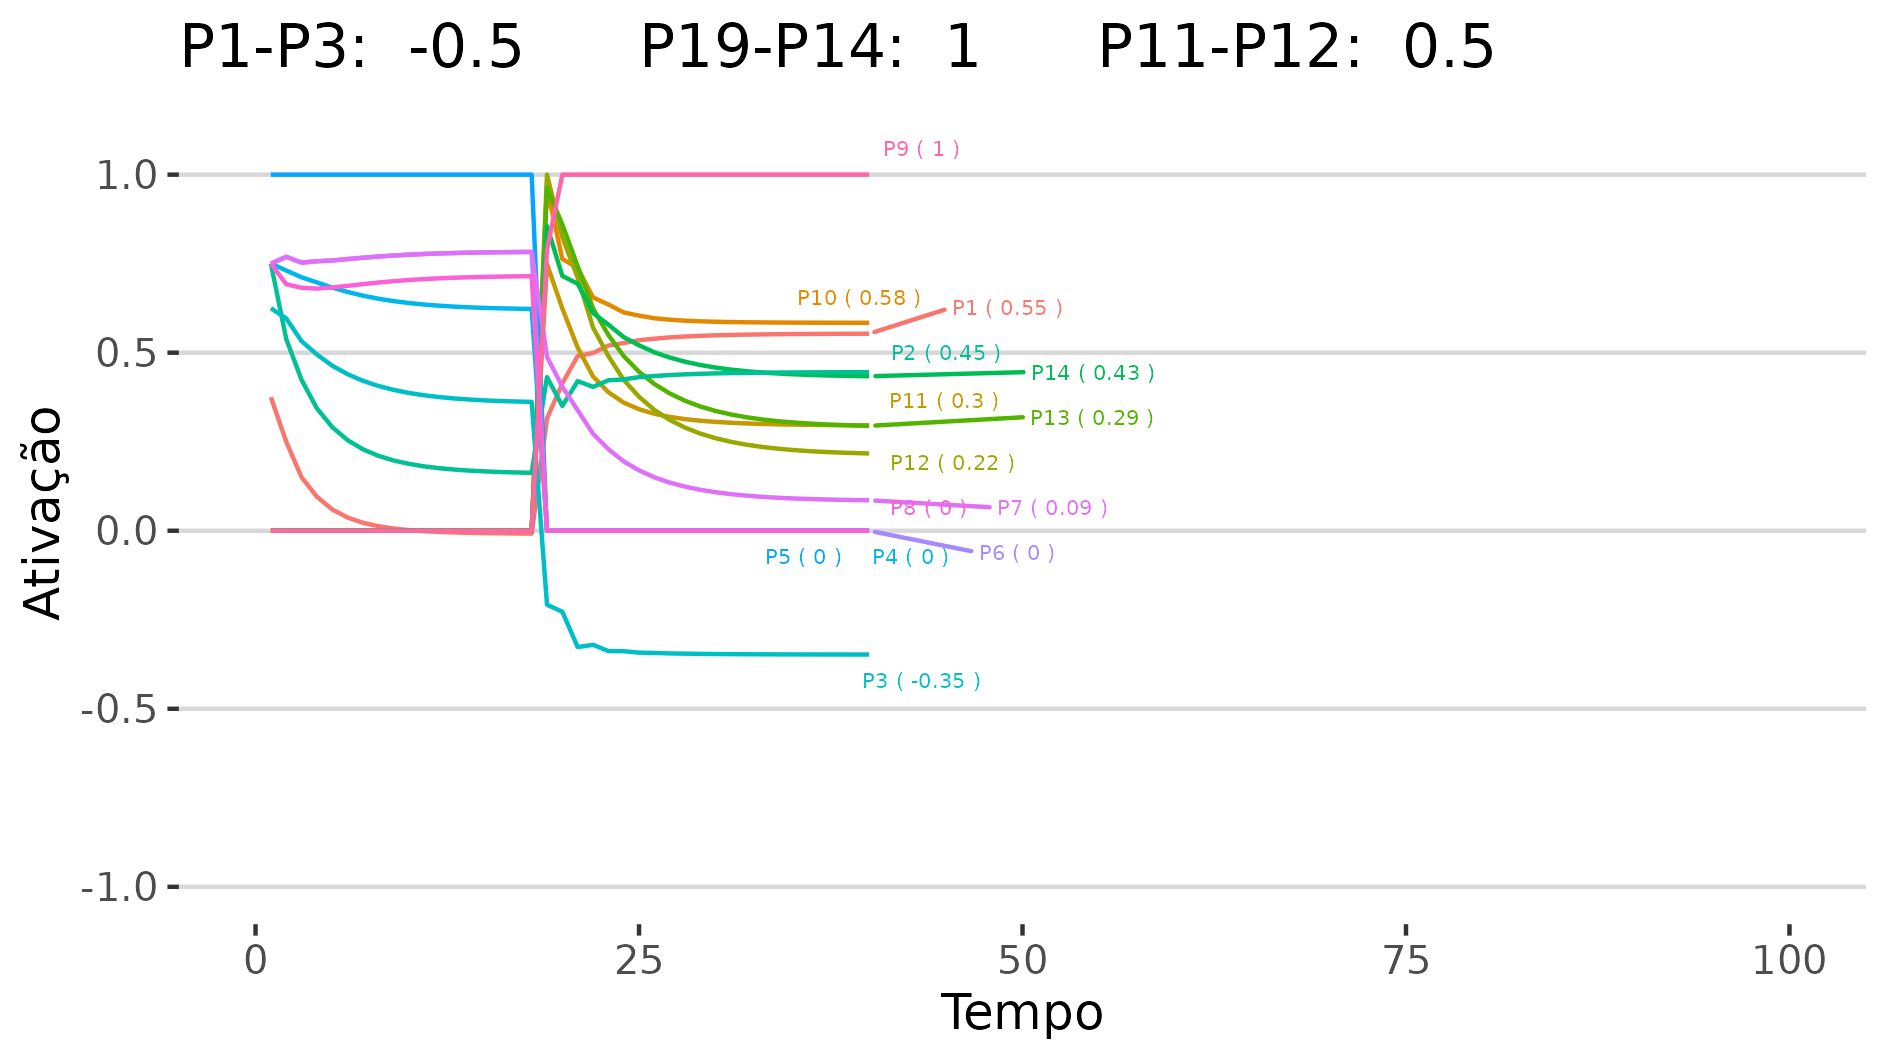 P1-P3:  -0.5     P19-P14:  1     P11-P12:  0.5
P9 ( 1 )
1.0
P10 ( 0.58 )
P1 ( 0.55 )
0.5
P2 ( 0.45 )
P14 ( 0.43 )
P11 ( 0.3 )
P13 ( 0.29 )
P12 ( 0.22 )
P8 ( 0 )
P7 ( 0.09 )
0.0
P5 ( 0 )
P4 ( 0 )
P6 ( 0 )
P3 ( -0.35 )
-0.5
-1.0
Ativação
0 25 50 75 100
Tempo